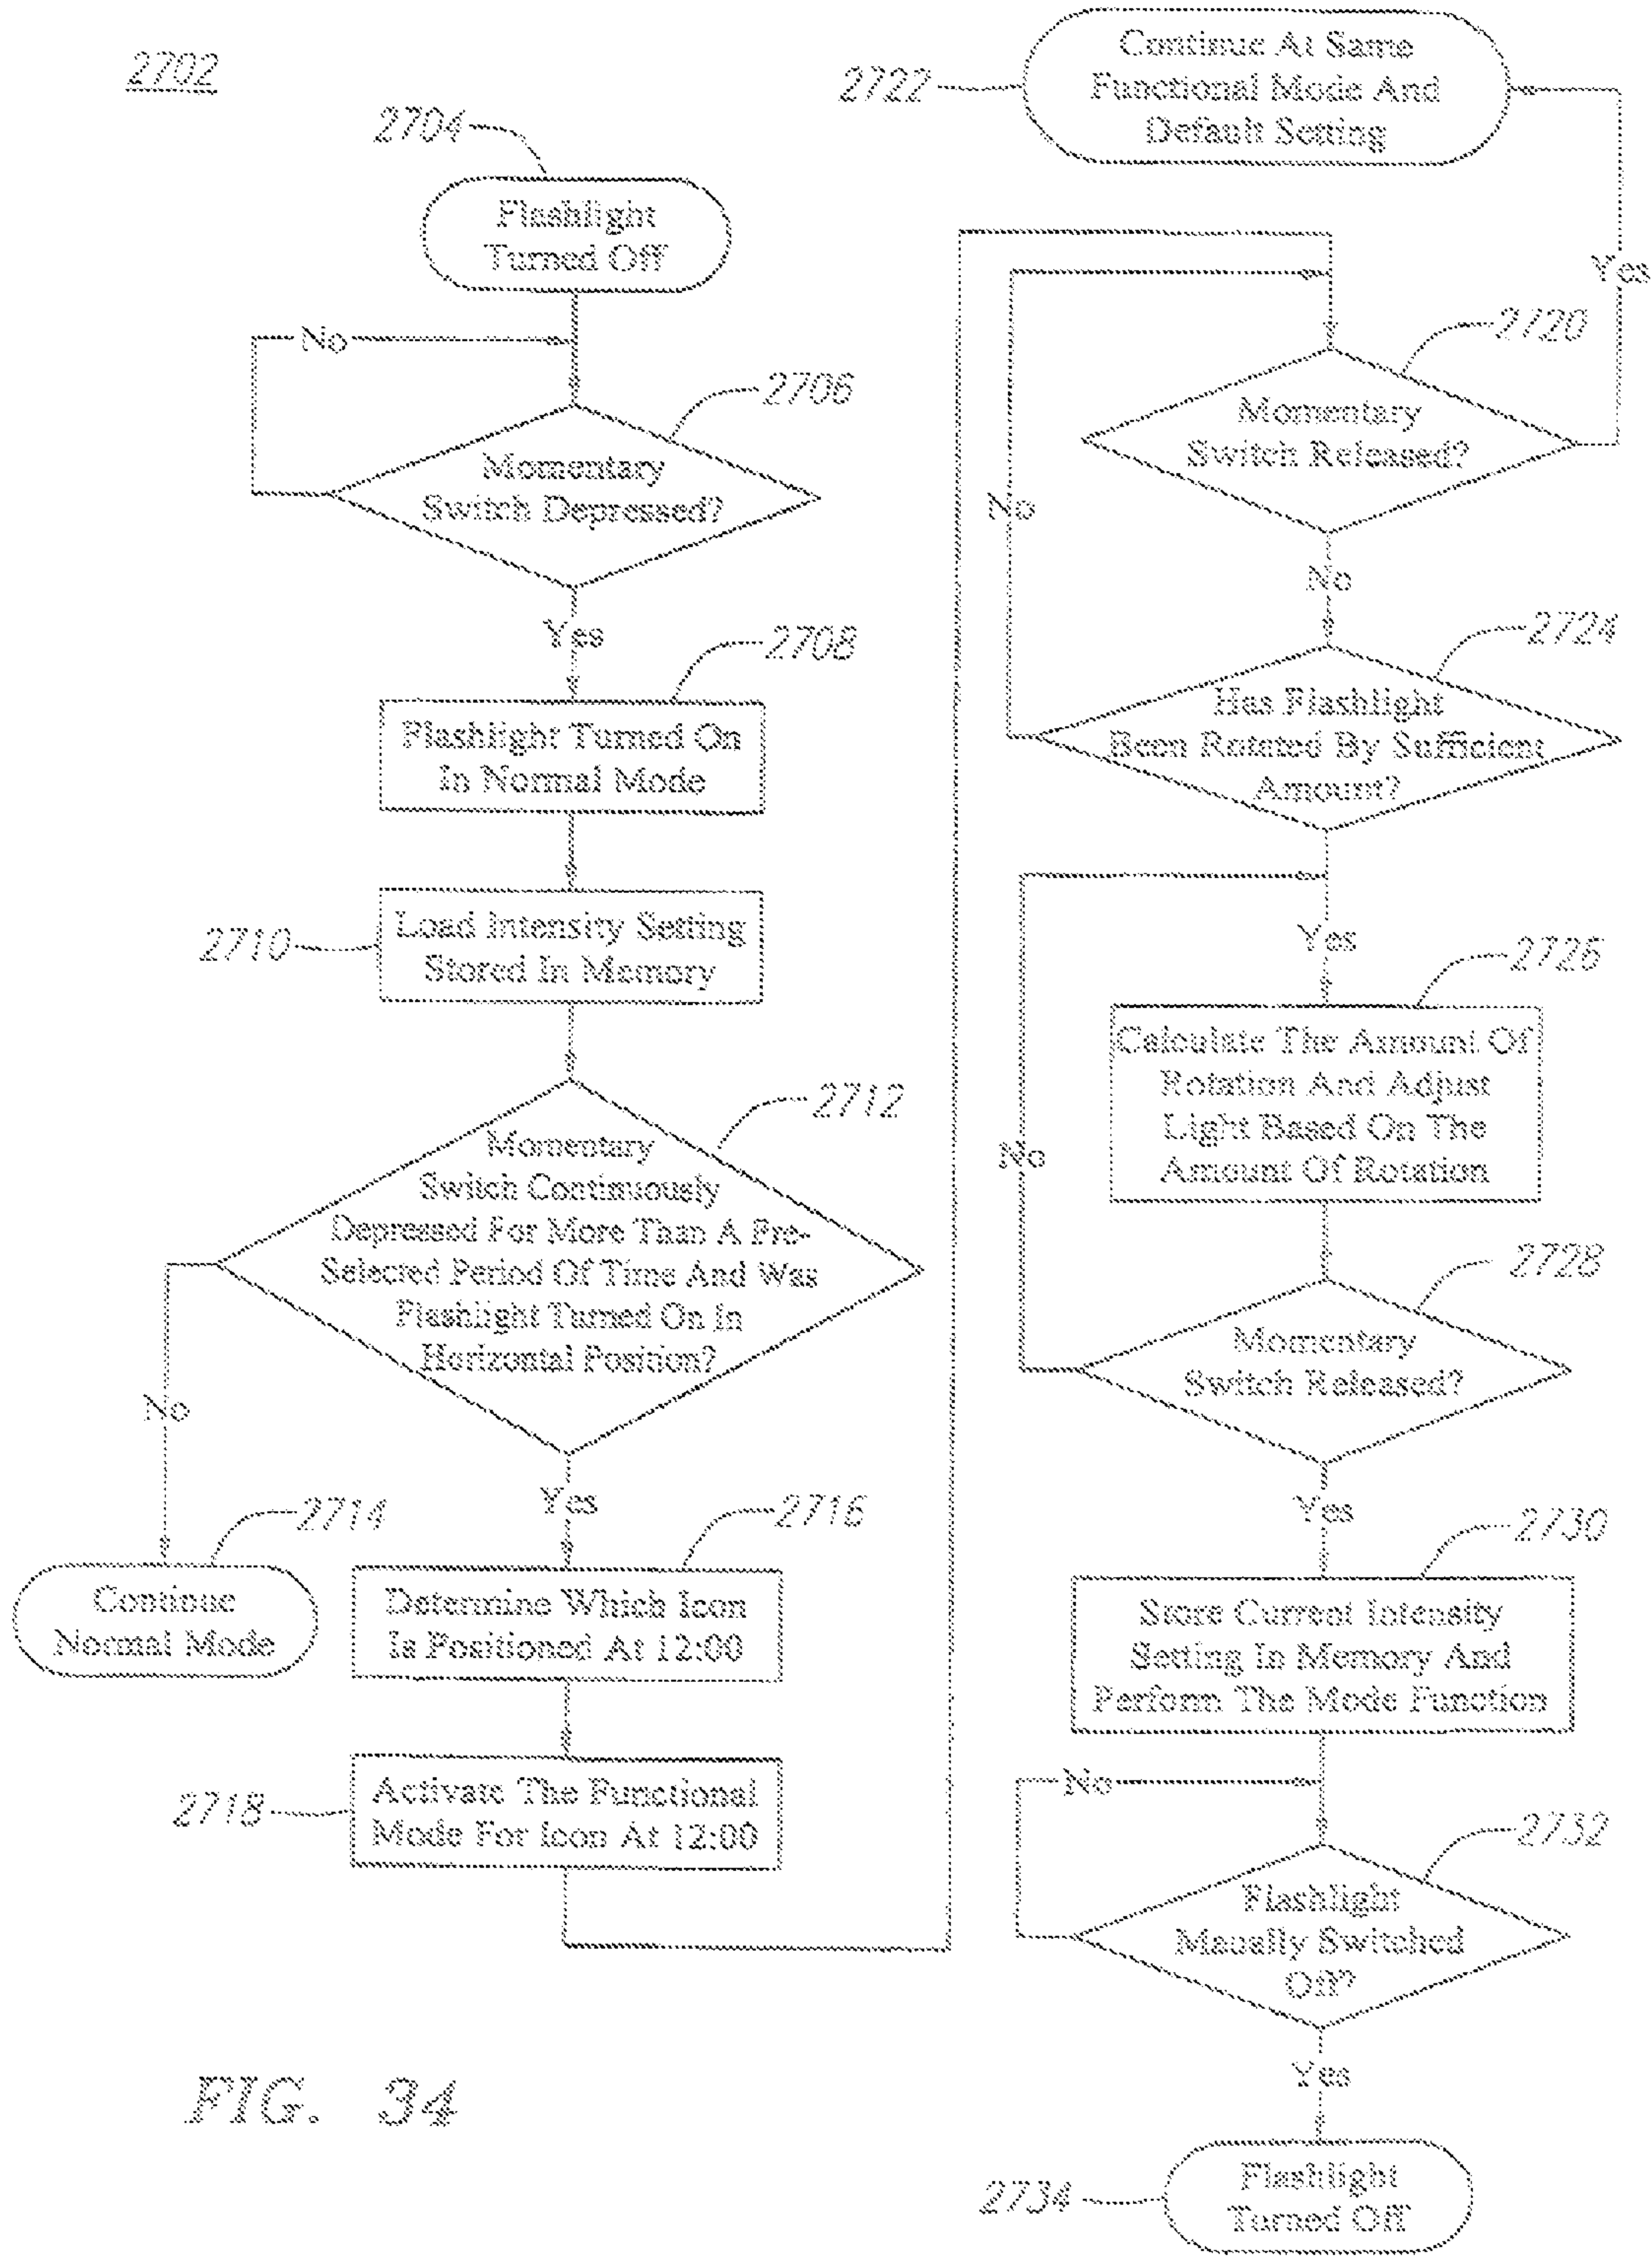 2702
2704
Flashlight
Turned Off
No
2706
Momentary
Switch Depressed?
Yes
2708
Flashlight Turned On
In Normal Mode
2710
Load Intensity Setting
Stored In Memory
2712
Momentary
Switch Continuously
Depressed For More Than A Pre-
Selected Period Of Time And Was
Flashlight Turned On In
Horizontal Position?
No
Yes
2714
Continue
Normal Mode
2716
Determine Which Icon
Is Positioned At 12:00
2718
Activate The Functional
Mode For Icon At 12:00
2722
Continue At Same
Functional Mode And
Default Setting
Yes
2720
Momentary
Switch Released?
No
No
2724
Has Flashlight
Been Rotated By Sufficient
Amount?
Yes
2726
Calculate The Amount Of
Rotation And Adjust
Light Based On The
Amount Of Rotation
No
2728
Momentary
Switch Released?
Yes
2730
Store Current Intensity
Setting In Memory And
Perform The Mode Function
No
2732
Flashlight
Maually Switched
Off?
Yes
2734
Flashlight
Turned Off
FIG. 34